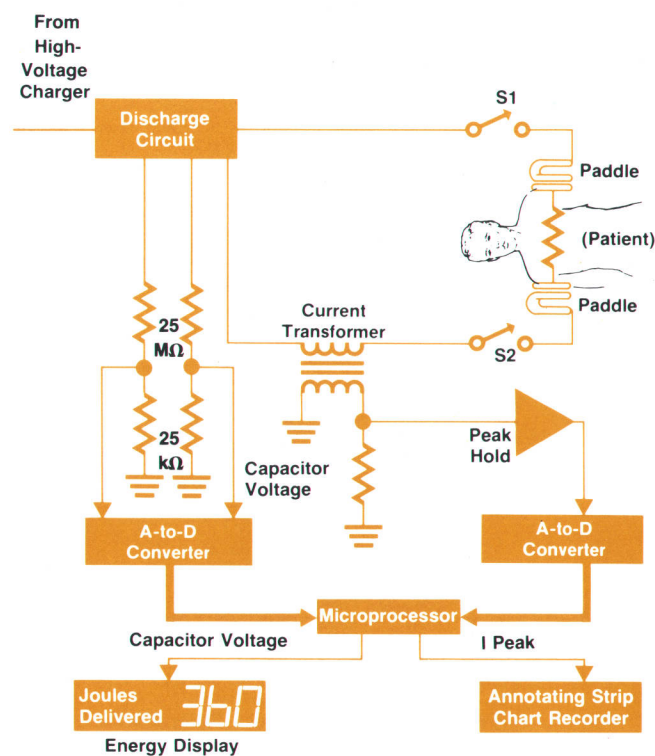 From
High-
Voltage
Charger
Discharge
Circuit
S1
Paddle
(Patient)
Paddle
S2
Current
Transformer
25
MΩ
25
kΩ
Capacitor
Voltage
Peak
Hold
A-to-D
Converter
A-to-D
Converter
Microprocessor
Capacitor Voltage
I Peak
Joules
Delivered
360
Energy Display
Annotating Strip
Chart Recorder